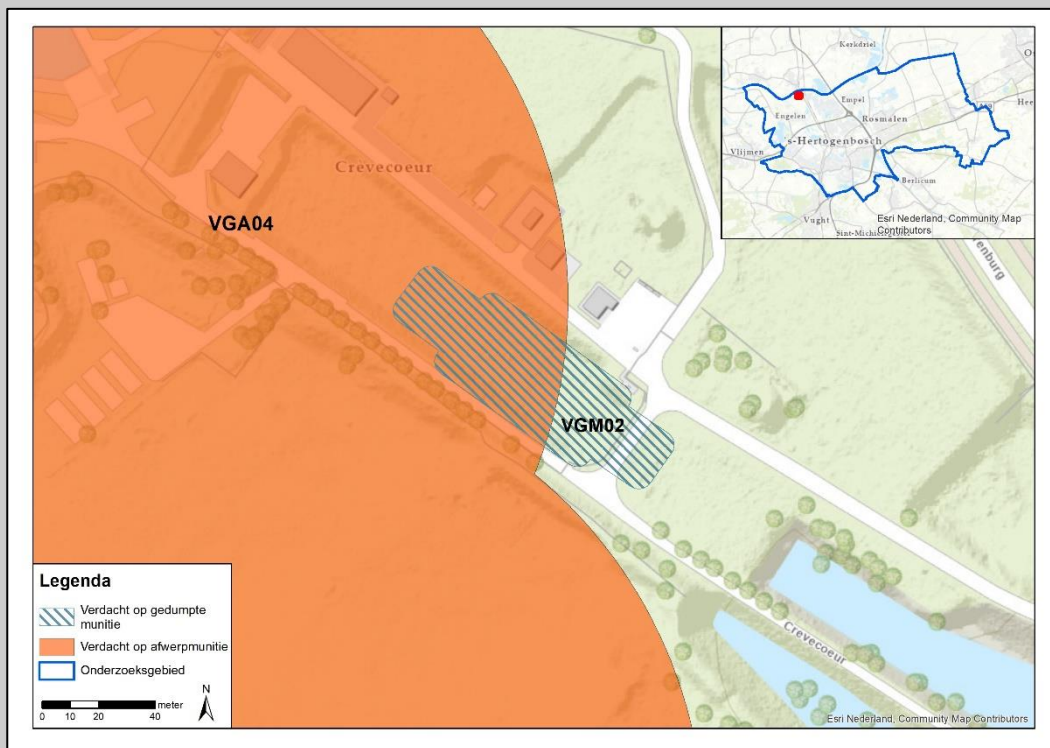 Crevecoeur
VGA04
VGM02
Crevecoeur
Kerkdriel
Empel
Engelen
Rosmalen
s-Hertogenbosch
Vlijmen
Berlicum
Vught
Esri Nederland, Community Map
Contributors
Legenda
Verdacht op gedumpte
munitie
Verdacht op afwerpmunitie
Onderzoeksgebied
0 10 20 40 meter
N
Esri Nederland, Community Map Contributors